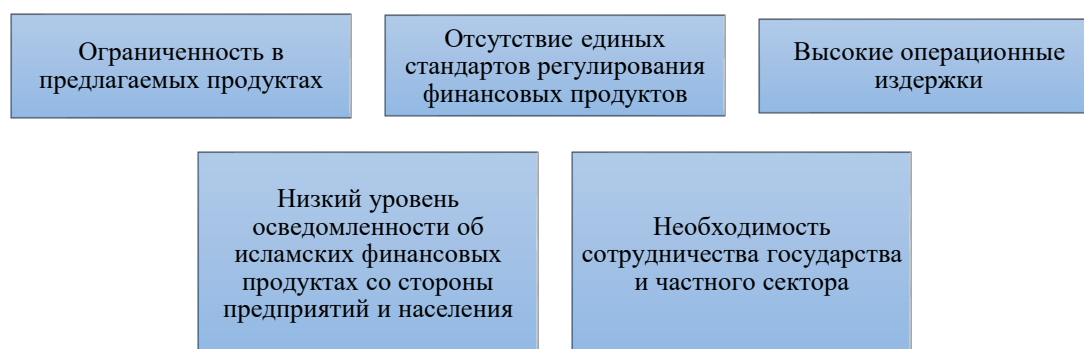 Ограниченность в
предлагаемых продуктах
Отсутствие единых
стандартов регулирования
финансовых продуктов
Высокие операционные
издержки
Низкий уровень
осведомленности об
исламских финансовых
продуктах со стороны
предприятий и населения
Необходимость
сотрудничества государства
и частного сектора